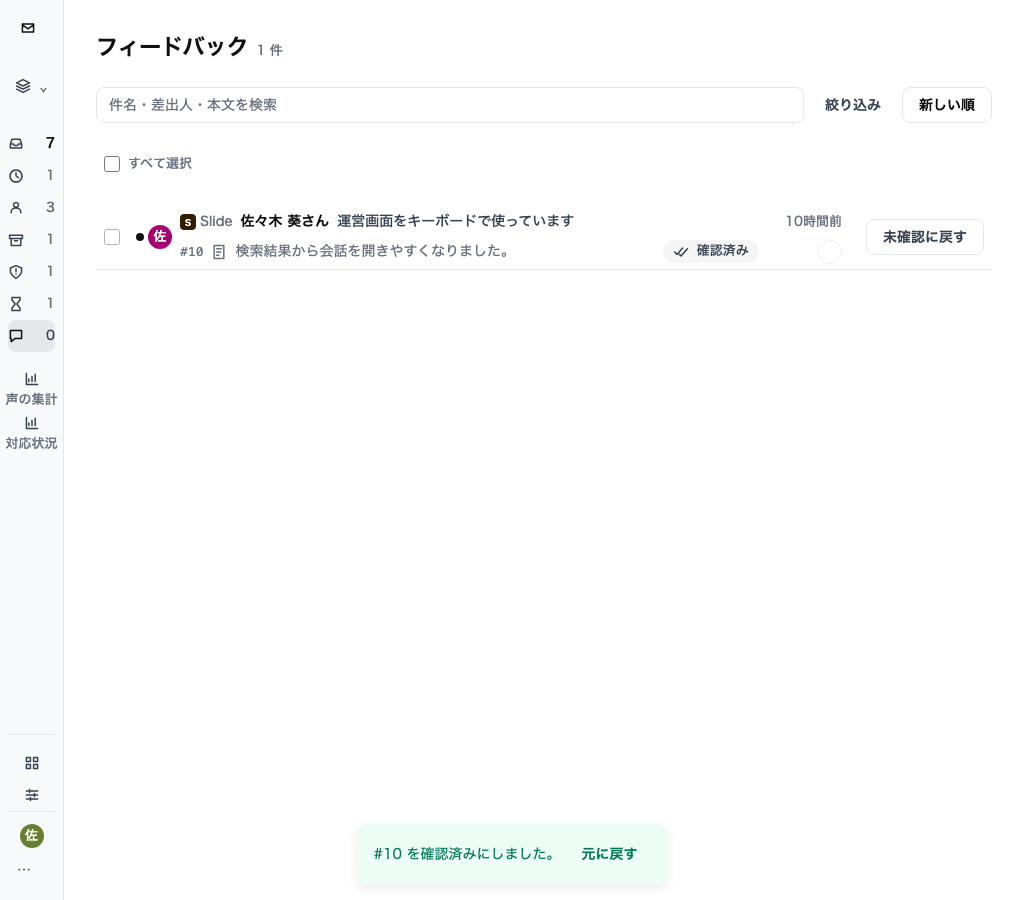 フィードバック 1 件
件名・差出人・本文を検索
絞り込み
新しい順
すべて選択
7
1
3
1
1
1
0
声の集計
対応状況
佐
s Slide 佐々木 葵さん 運営画面をキーボードで使っています
10時間前
#10 検索結果から会話を開きやすくなりました。
確認済み
未確認に戻す
佐
…
#10 を確認済みにしました。 元に戻す